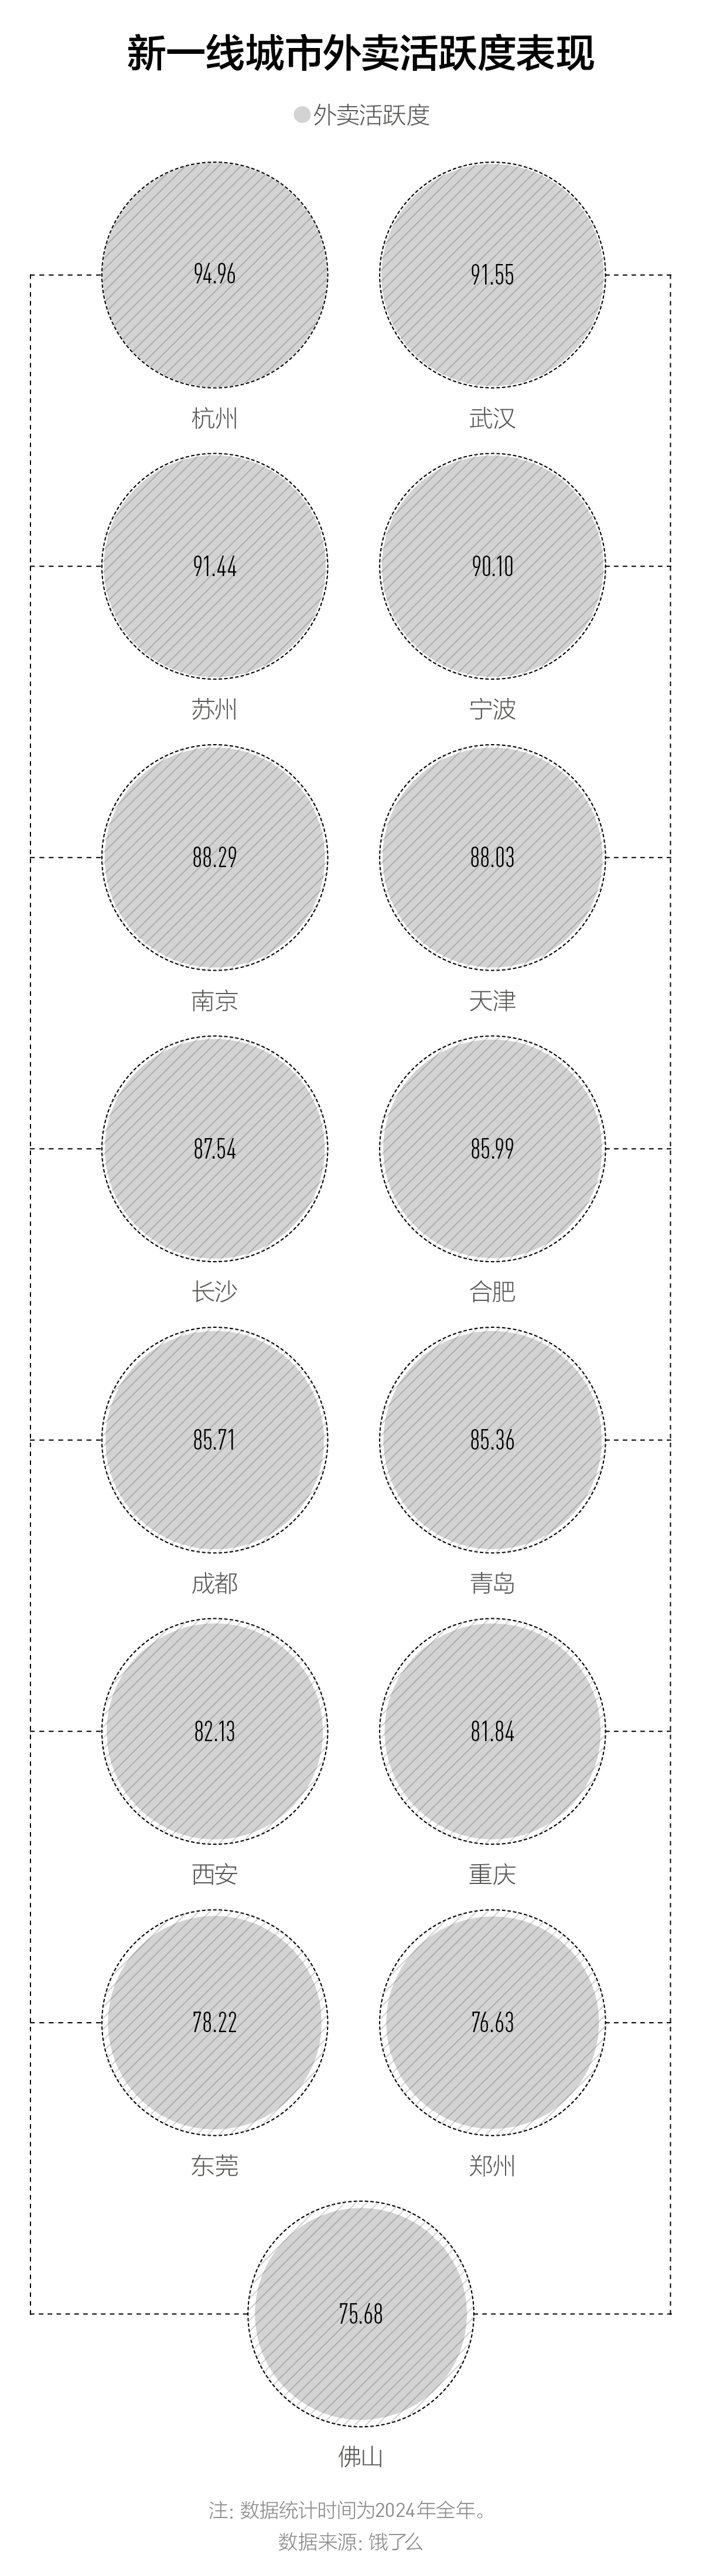 新一线城市外卖活跃度表现
外卖活跃度
94.96 91.55
杭州 武汉
91.44 90.10
苏州 宁波
88.29 88.03
南京 天津
87.54 85.99
长沙 合肥
85.71 85.36
成都 青岛
82.13 81.84
西安 重庆
78.22 76.63
东莞 郑州
75.68
佛山
注: 数据统计时间为2024年全年。
数据来源: 饿了么